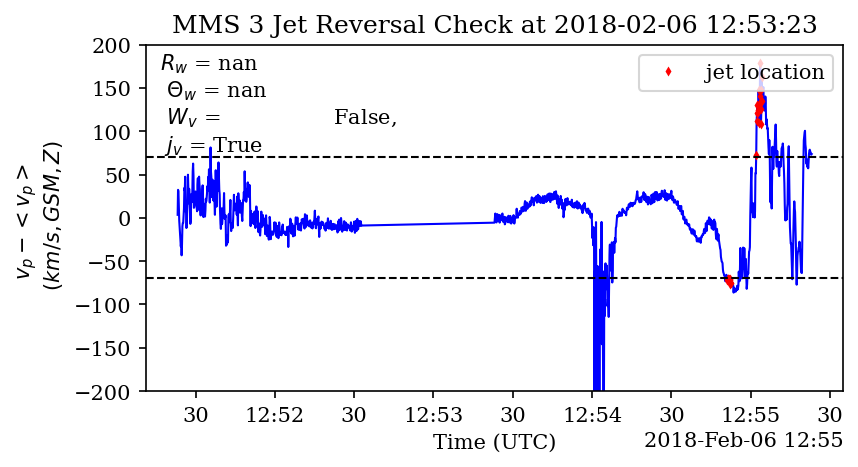 MMS 3 Jet Reversal Check at 2018-02-06 12:53:23
R_w = nan
Θ_w = nan
W_v = False,
j_v = True
jet location
200
150
100
50
0
−50
−100
−150
−200
v_p − < v_p >
(km/s, GSM, Z)
30 12:52 30 12:53 30 12:54 30 12:55 30
Time (UTC)
2018-Feb-06 12:55